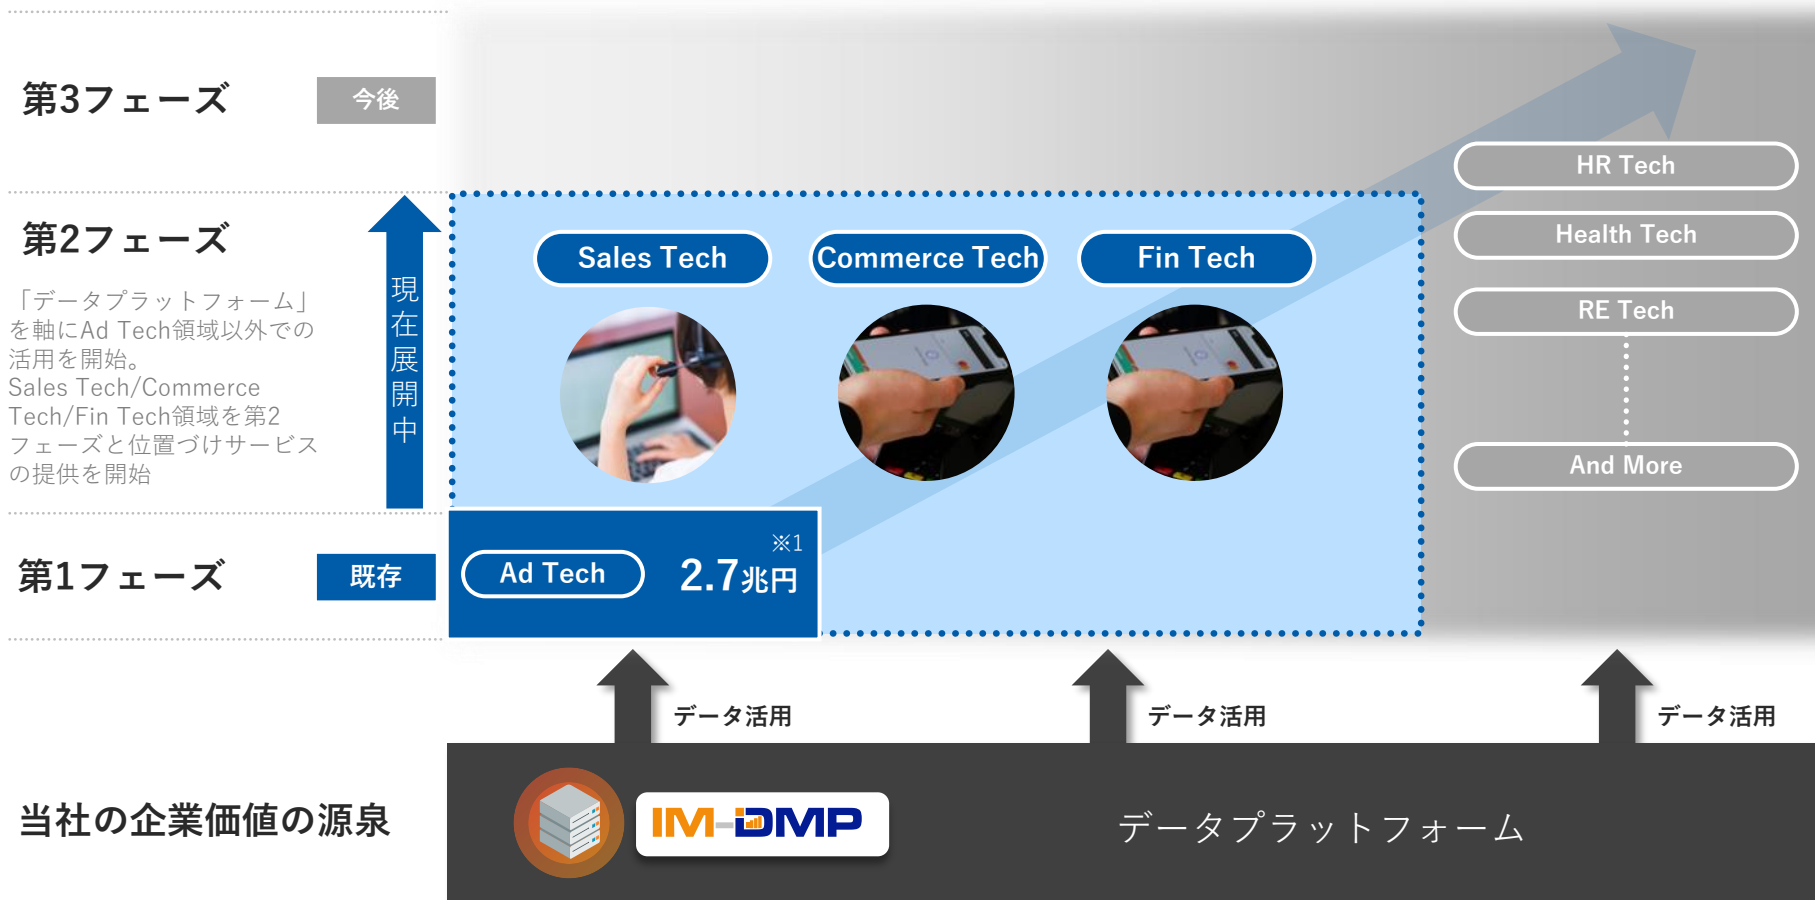 第3フェーズ
今後
HR Tech
第2フェーズ
Sales Tech
Commerce Tech
Fin Tech
Health Tech
「データプラットフォーム」
を軸にAd Tech領域以外での
活用を開始。
Sales Tech/Commerce
Tech/Fin Tech領域を第2
フェーズと位置づけサービス
の提供を開始
現在展開中
RE Tech
And More
第1フェーズ
既存
Ad Tech
※1
2.7兆円
データ活用
データ活用
データ活用
当社の企業価値の源泉
IM-DMP
データプラットフォーム